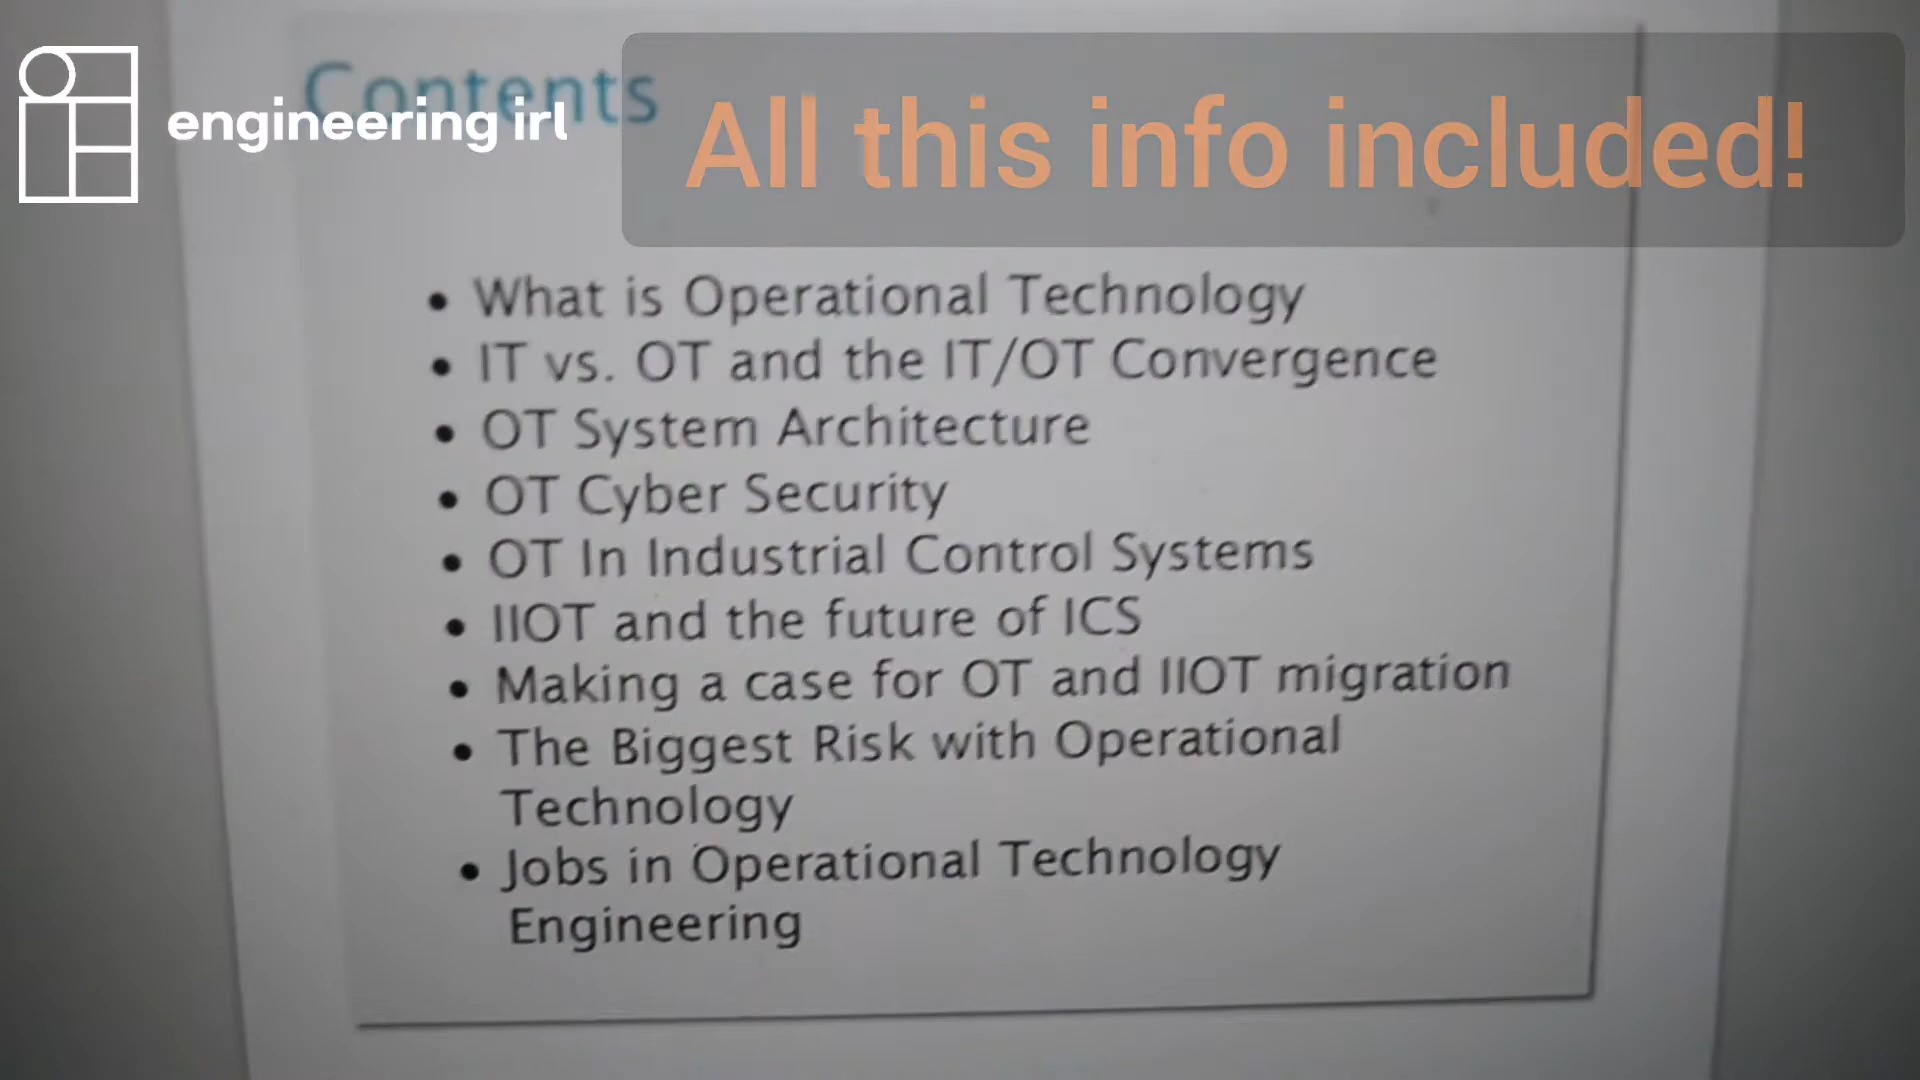 Contents
engineering irl
All this info included!
• What is Operational Technology
• IT vs. OT and the IT/OT Convergence
• OT System Architecture
• OT Cyber Security
• OT In Industrial Control Systems
• IIOT and the future of ICS
• Making a case for OT and IIOT migration
• The Biggest Risk with Operational
Technology
• Jobs in Operational Technology
Engineering